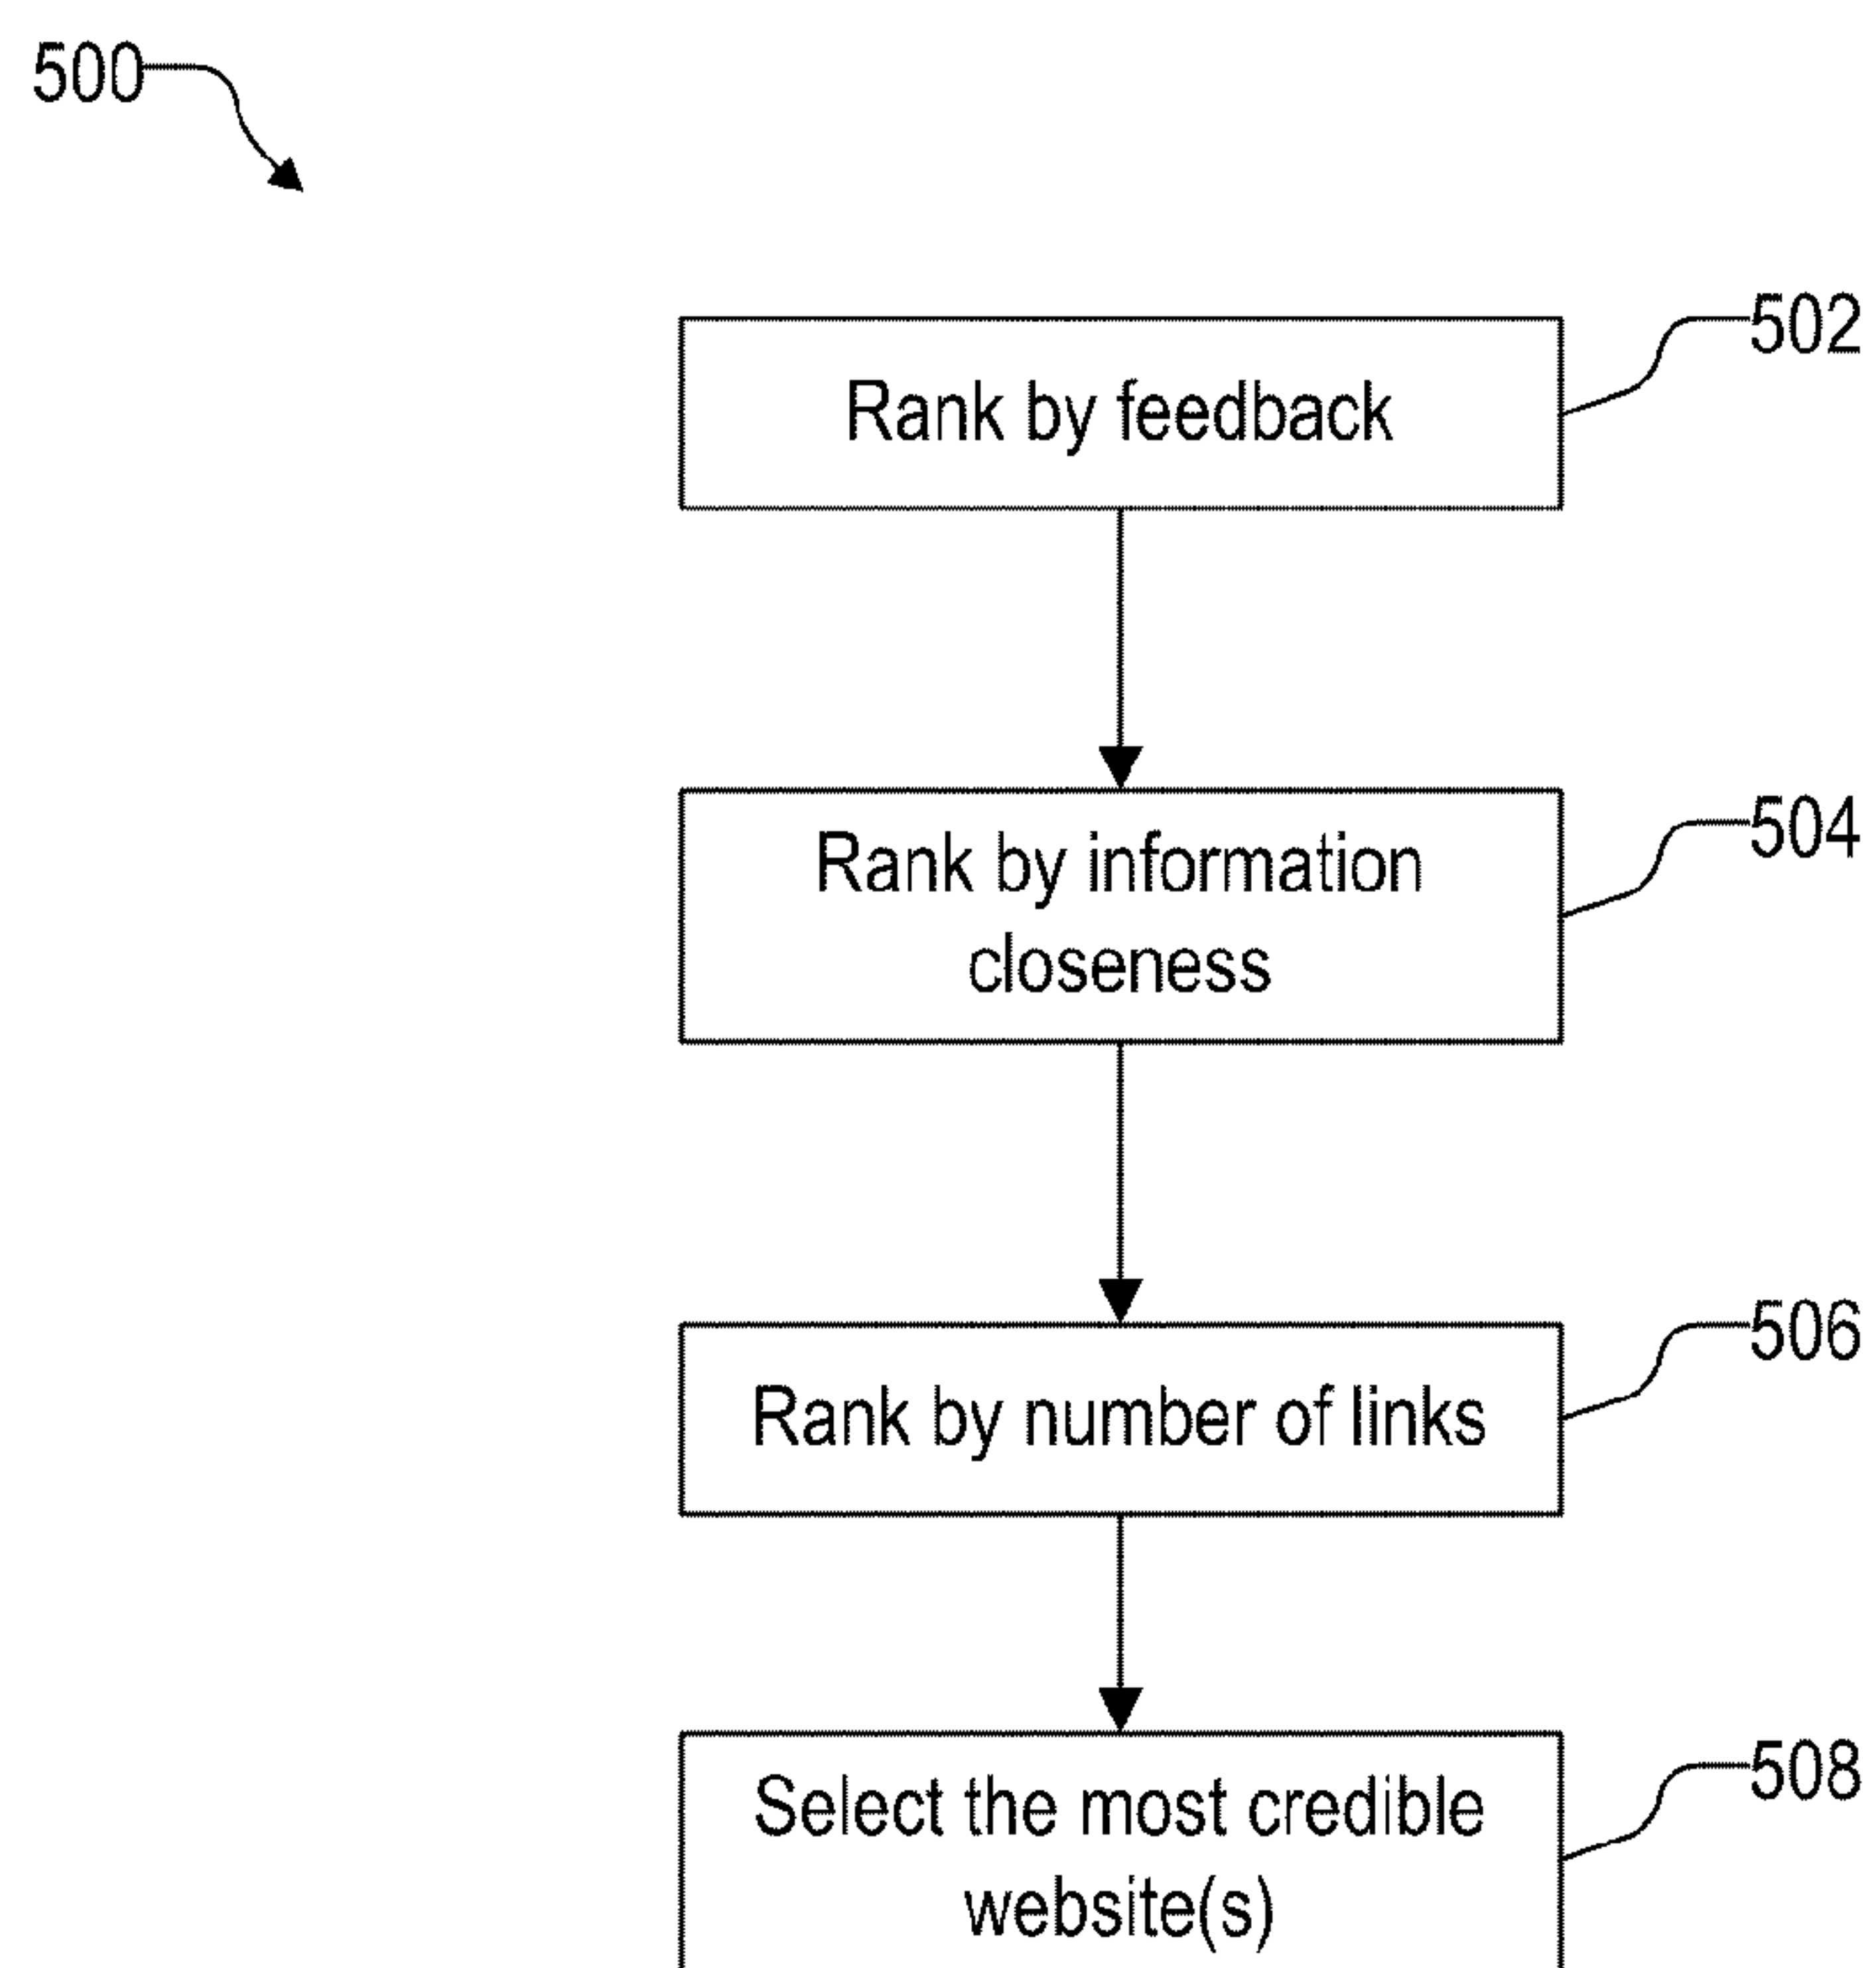 500
502
Rank by feedback
504
Rank by information
closeness
506
Rank by number of links
508
Select the most credible
website(s)